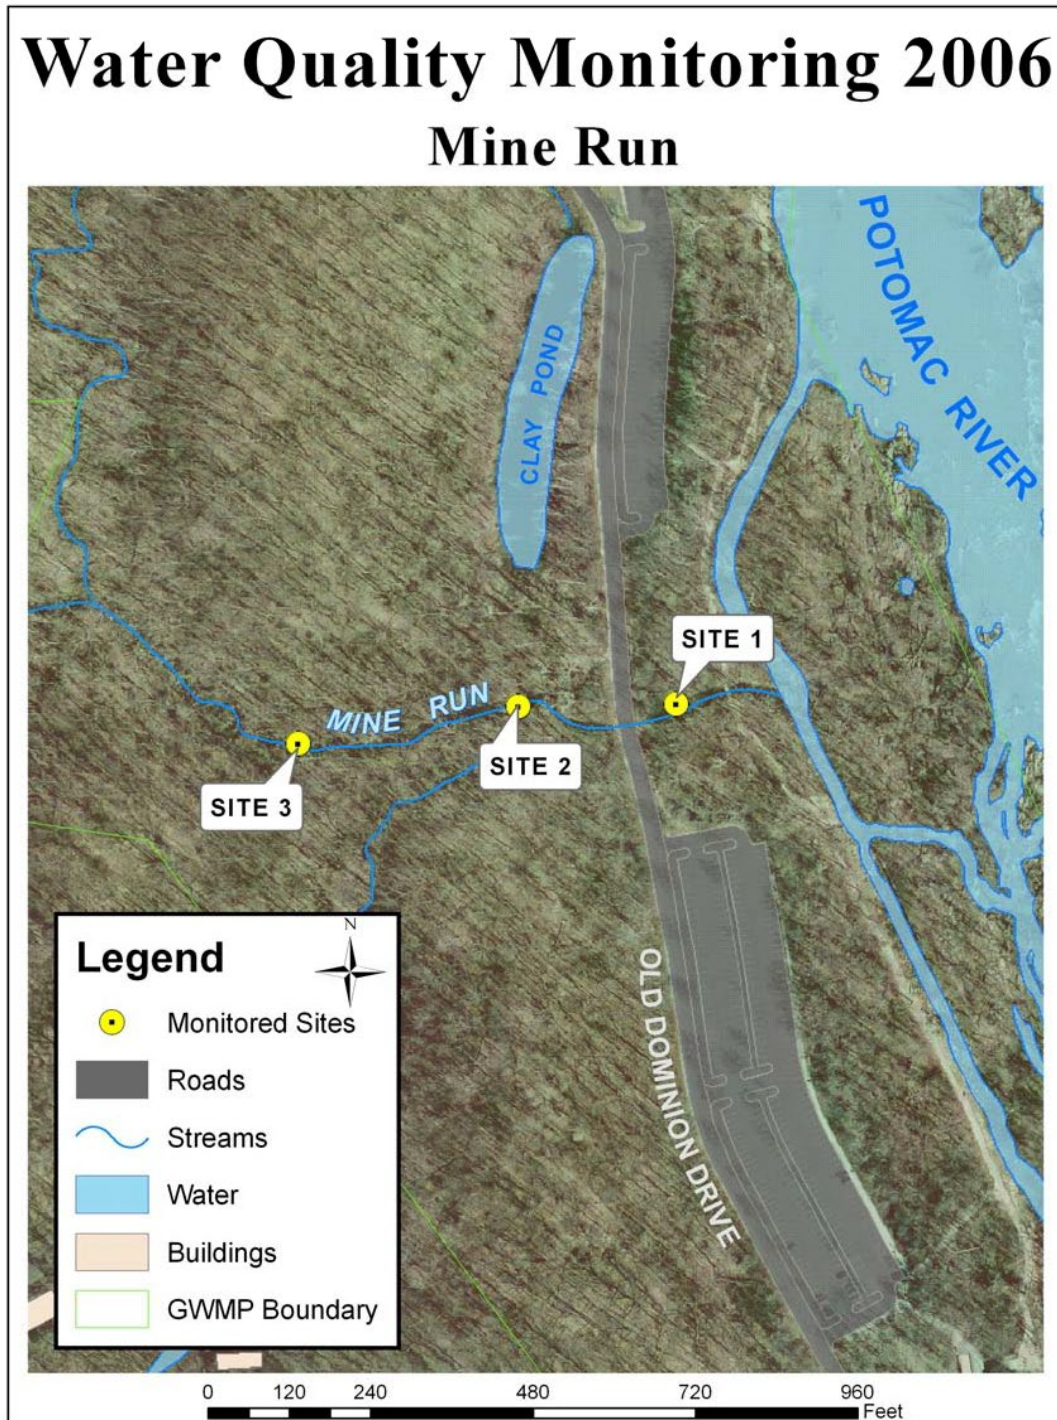 Water Quality Monitoring 2006
Mine Run
POTOMAC RIVER
CLAY POND
SITE 1
MINE RUN
SITE 2
SITE 3
OLD DOMINION DRIVE
N
Legend
Monitored Sites
Roads
Streams
Water
Buildings
GWMP Boundary
0 120 240 480 720 960
Feet